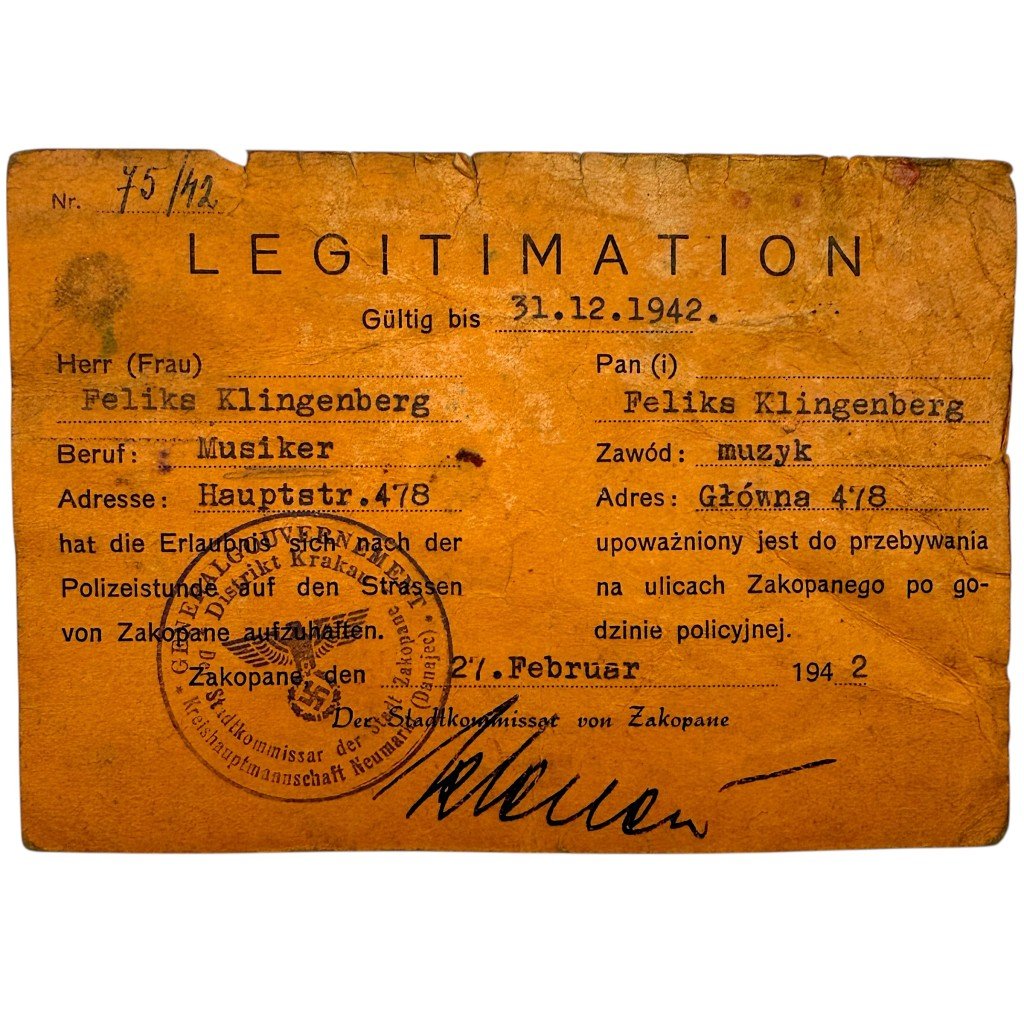 Nr. 75/42
LEGITIMATION
Gültig bis 31.12.1942.
Herr (Frau)
Feliks Klingenberg
Beruf: Musiker
Adresse: Hauptstr.478
hat die Erlaubnis sich nach der
Polizeistunde auf den Strassen
von Zakopane aufzuhalten.
Pan (i)
Feliks Klingenberg
Zawód: muzyk
Adres: Główna 478
upoważniony jest do przebywania
na ulicach Zakopanego po go-
dzinie policyjnej.
Zakopane den 27.Februar 1942
Der Stadtkommissar von Zakopane
GENERALGOUVERNEMENT
Distrikt Krakau
Der Stadtkommissar der Stadt Zakopane
Kreishauptmannschaft Neumarkt (Dunajec)